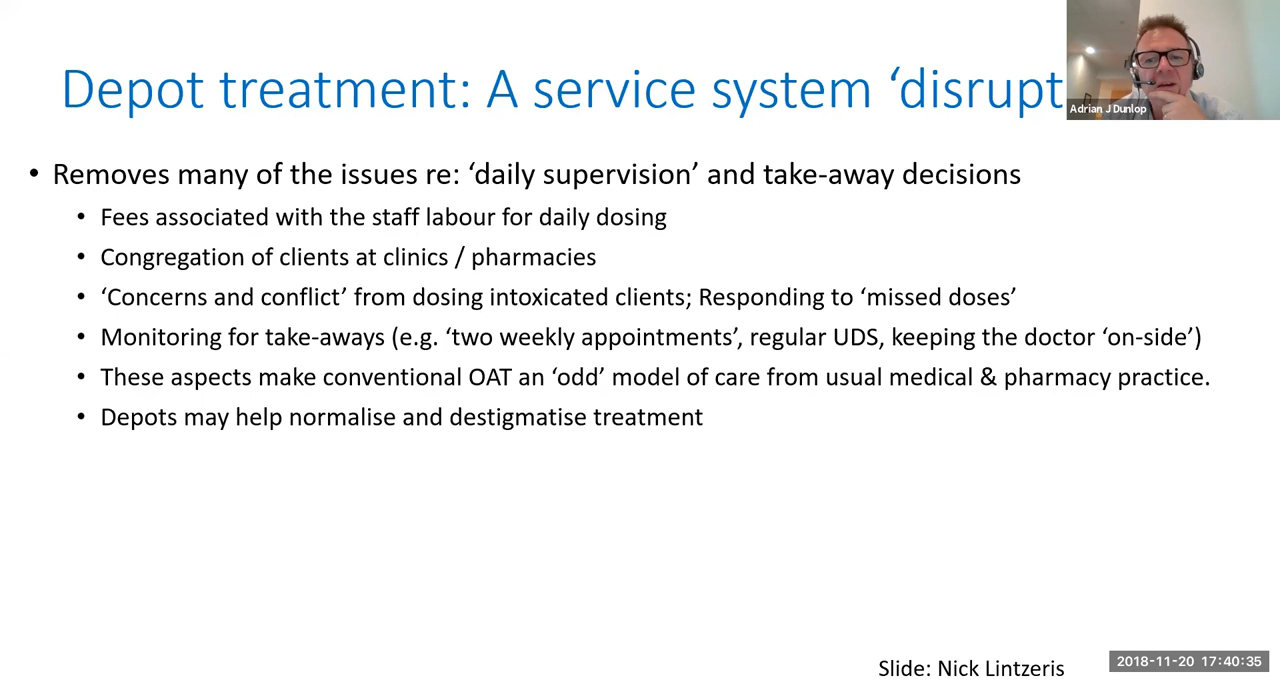 Depot treatment: A service system ‘disrupt
Adrian J Dunlop
• Removes many of the issues re: ‘daily supervision’ and take-away decisions
• Fees associated with the staff labour for daily dosing
• Congregation of clients at clinics / pharmacies
• ‘Concerns and conflict’ from dosing intoxicated clients; Responding to ‘missed doses’
• Monitoring for take-aways (e.g. ‘two weekly appointments’, regular UDS, keeping the doctor ‘on-side’)
• These aspects make conventional OAT an ‘odd’ model of care from usual medical & pharmacy practice.
• Depots may help normalise and destigmatise treatment
Slide: Nick Lintzeris
2018-11-20 17:40:35